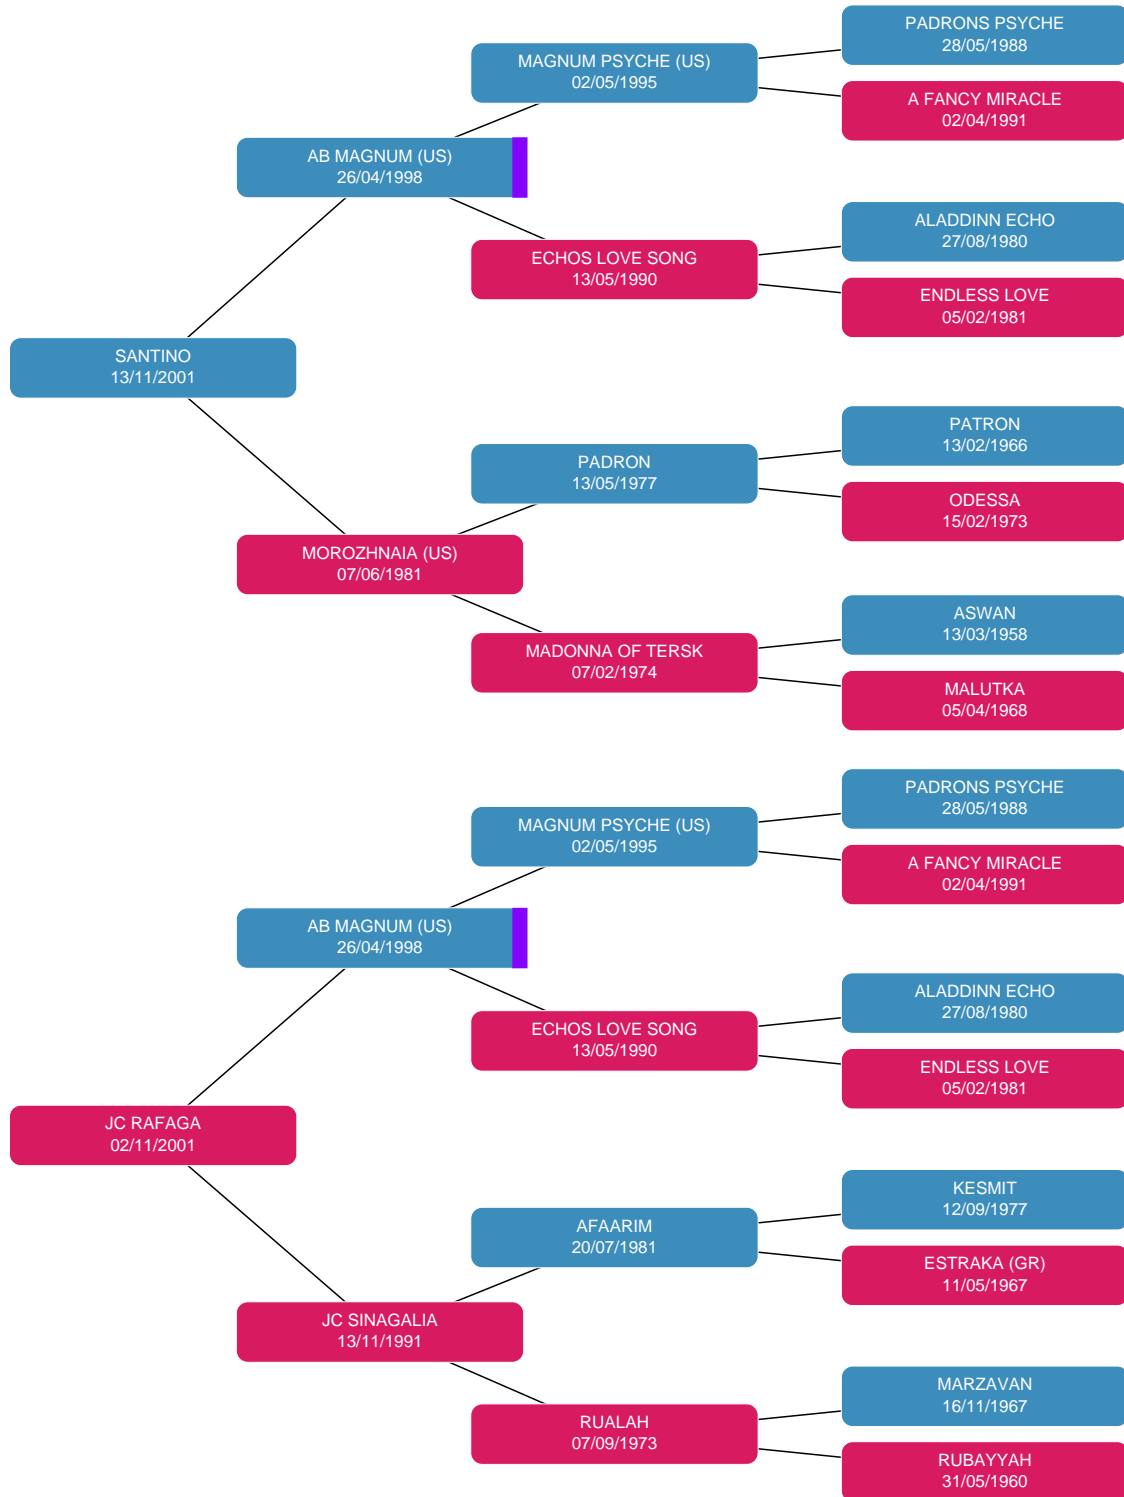 PADRONS PSYCHE
28/05/1988
MAGNUM PSYCHE (US)
02/05/1995
A FANCY MIRACLE
02/04/1991
AB MAGNUM (US)
26/04/1998
ALADDINN ECHO
27/08/1980
ECHOS LOVE SONG
13/05/1990
ENDLESS LOVE
05/02/1981
SANTINO
13/11/2001
PATRON
13/02/1966
PADRON
13/05/1977
ODESSA
15/02/1973
MOROZHNAIA (US)
07/06/1981
ASWAN
13/03/1958
MADONNA OF TERSK
07/02/1974
MALUTKA
05/04/1968
PADRONS PSYCHE
28/05/1988
MAGNUM PSYCHE (US)
02/05/1995
A FANCY MIRACLE
02/04/1991
AB MAGNUM (US)
26/04/1998
ALADDINN ECHO
27/08/1980
ECHOS LOVE SONG
13/05/1990
ENDLESS LOVE
05/02/1981
JC RAFAGA
02/11/2001
KESMIT
12/09/1977
AFAARIM
20/07/1981
ESTRAKA (GR)
11/05/1967
JC SINAGALIA
13/11/1991
MARZAVAN
16/11/1967
RUALAH
07/09/1973
RUBAYYAH
31/05/1960